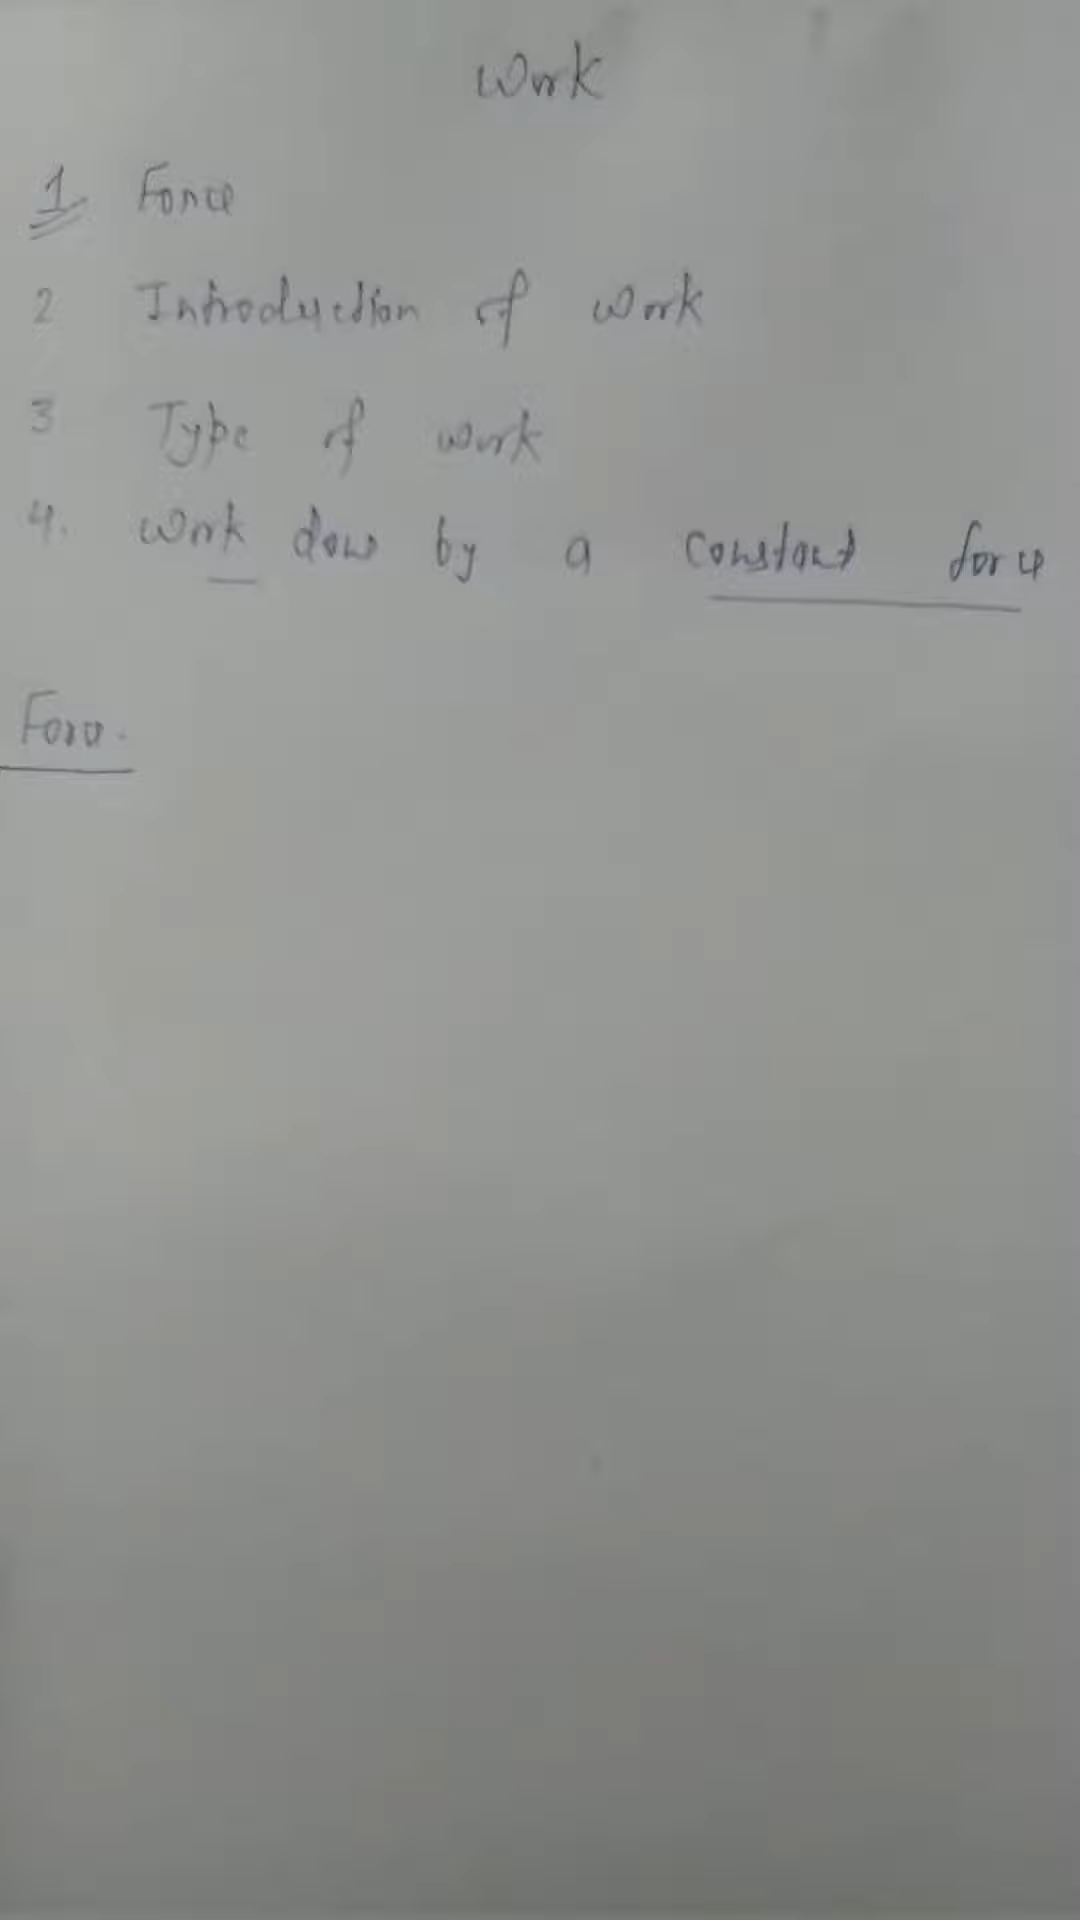 Work
1 Force
2 Introduction of work
3 Type of work
4. Work done by a constant force
Force.